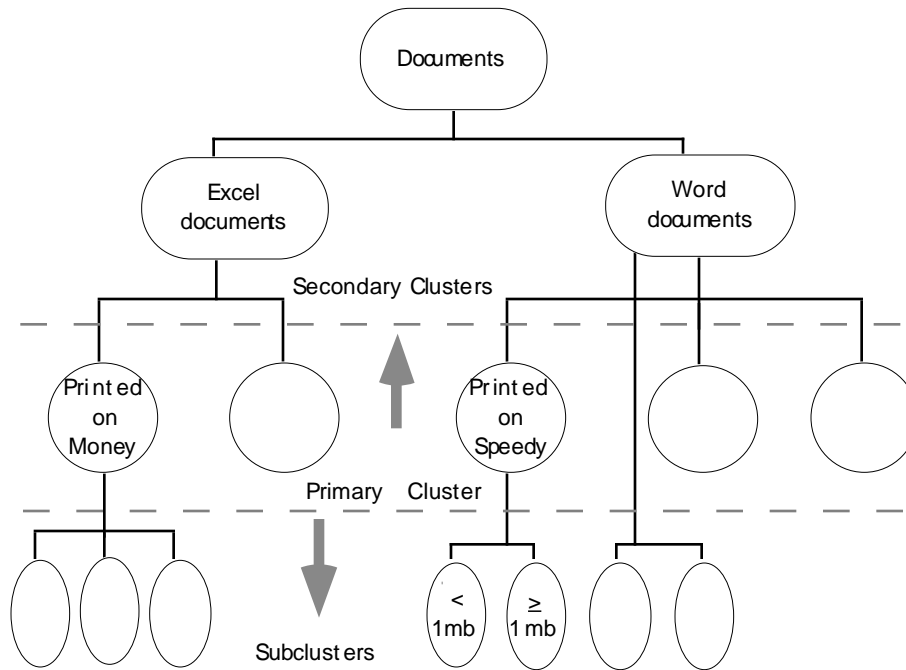 Documents
Excel
documents
Word
documents
Secondary Clusters
Printed
on
Money
Printed
on
Speedy
Primary Cluster
<
1mb
≥
1mb
Subclusters